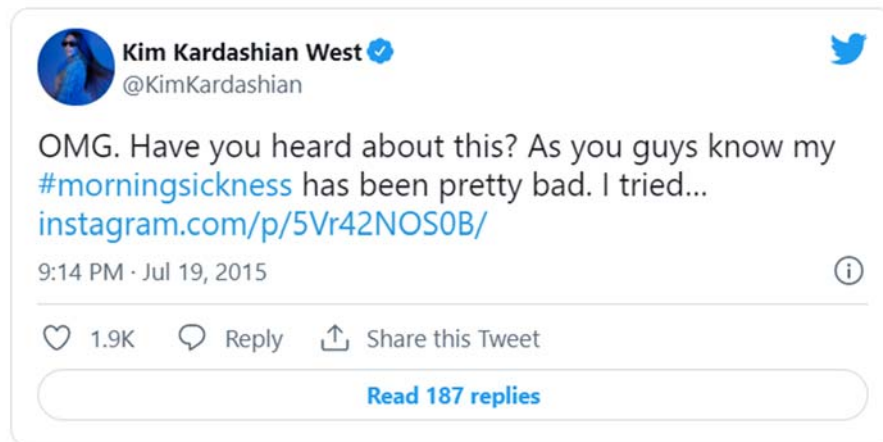 Kim Kardashian West
@KimKardashian
OMG. Have you heard about this? As you guys know my
#morningsickness has been pretty bad. I tried...
instagram.com/p/5Vr42NOS0B/
9:14 PM · Jul 19, 2015
1.9K Reply Share this Tweet
Read 187 replies